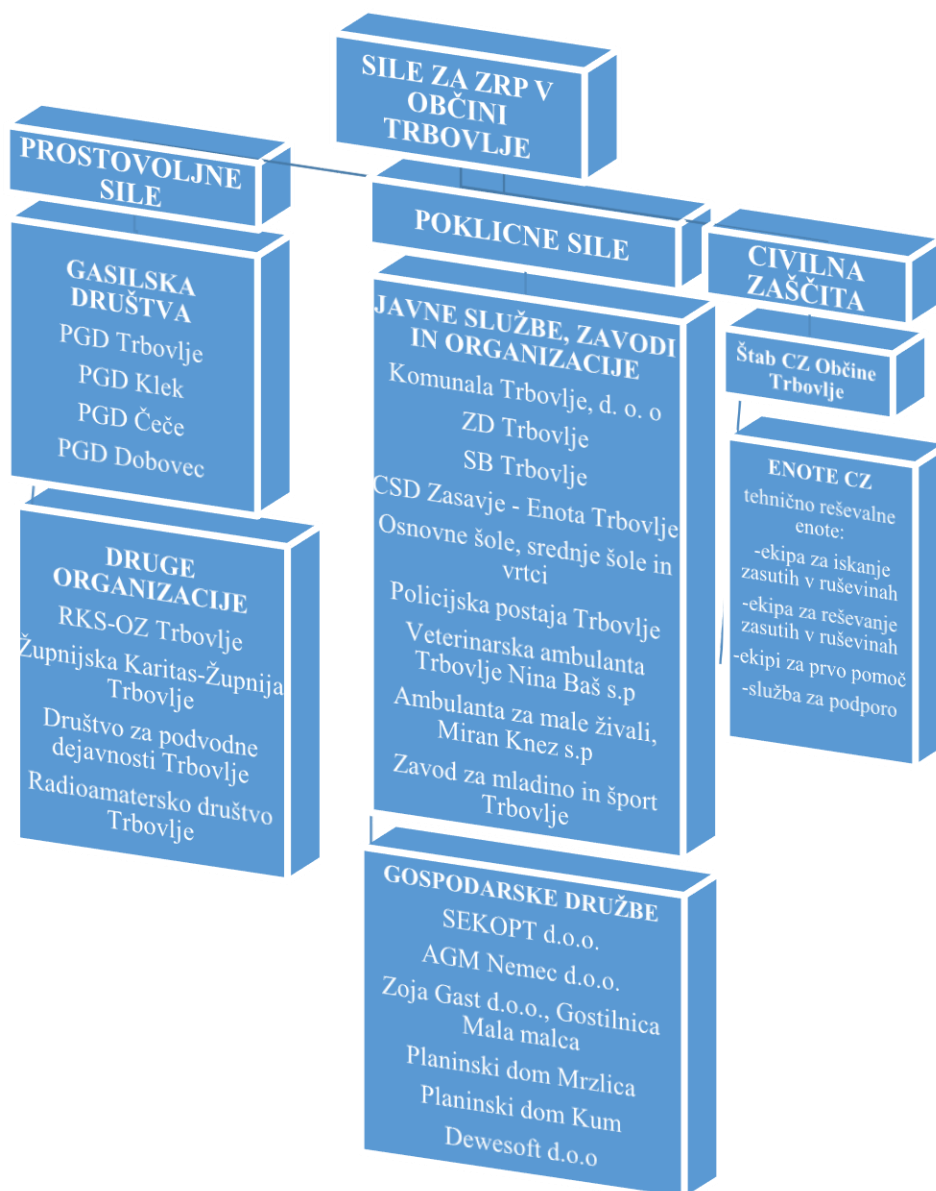 SILE ZA ZRP V
OBČINI
TRBOVLJE
PROSTOVOLJNE
SILE
GASILSKA
DRUŠTVA
PGD Trbovlje
PGD Klek
PGD Čeče
PGD Dobovec
DRUGE
ORGANIZACIJE
RKS-OZ Trbovlje
Župnijska Karitas-Župnija
Trbovlje
Društvo za podvodne
dejavnosti Trbovlje
Radioamatersko društvo
Trbovlje
POKLICNE SILE
JAVNE SLUŽBE, ZAVODI
IN ORGANIZACIJE
Komunala Trbovlje, d. o. o
ZD Trbovlje
SB Trbovlje
CSD Zasavje - Enota Trbovlje
Osnovne šole, srednje šole in
vrtci
Policijska postaja Trbovlje
Veterinarska ambulanta
Trbovlje Nina Baš s.p
Ambulanta za male živali,
Miran Knez s.p
Zavod za mladino in šport
Trbovlje
GOSPODARSKE DRUŽBE
SEKOPT d.o.o.
AGM Nemec d.o.o.
Zoja Gast d.o.o., Gostilnica
Mala malca
Planinski dom Mrzlica
Planinski dom Kum
Dewesoft d.o.o
CIVILNA
ZAŠČITA
Štab CZ Občine
Trbovlje
ENOTE CZ
tehnično reševalne
enote:
-ekipa za iskanje
zasutih v ruševinah
-ekipa za reševanje
zasutih v ruševinah
-ekipi za prvo pomoč
-služba za podporo